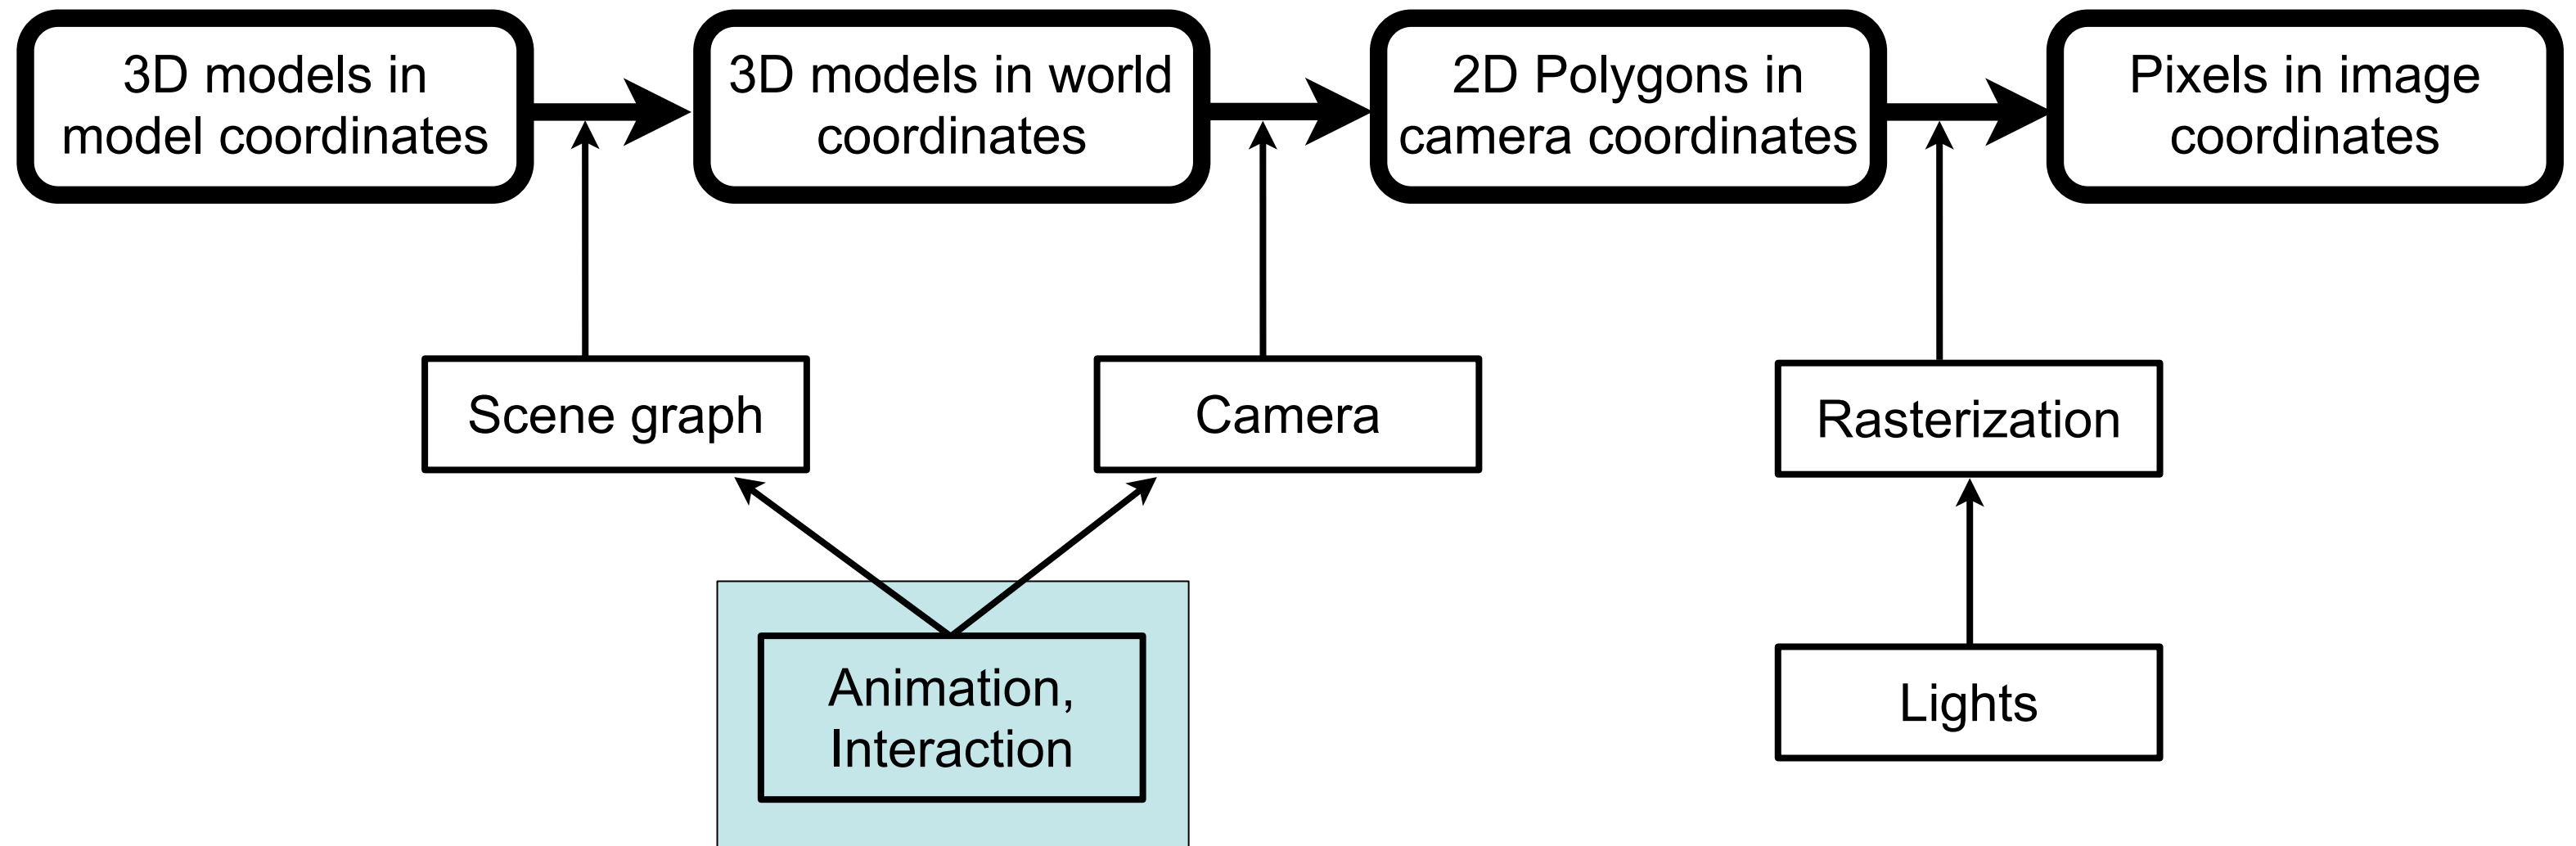 3D models in
model coordinates
3D models in world
coordinates
2D Polygons in
camera coordinates
Pixels in image
coordinates
Scene graph
Camera
Rasterization
Animation,
Interaction
Lights